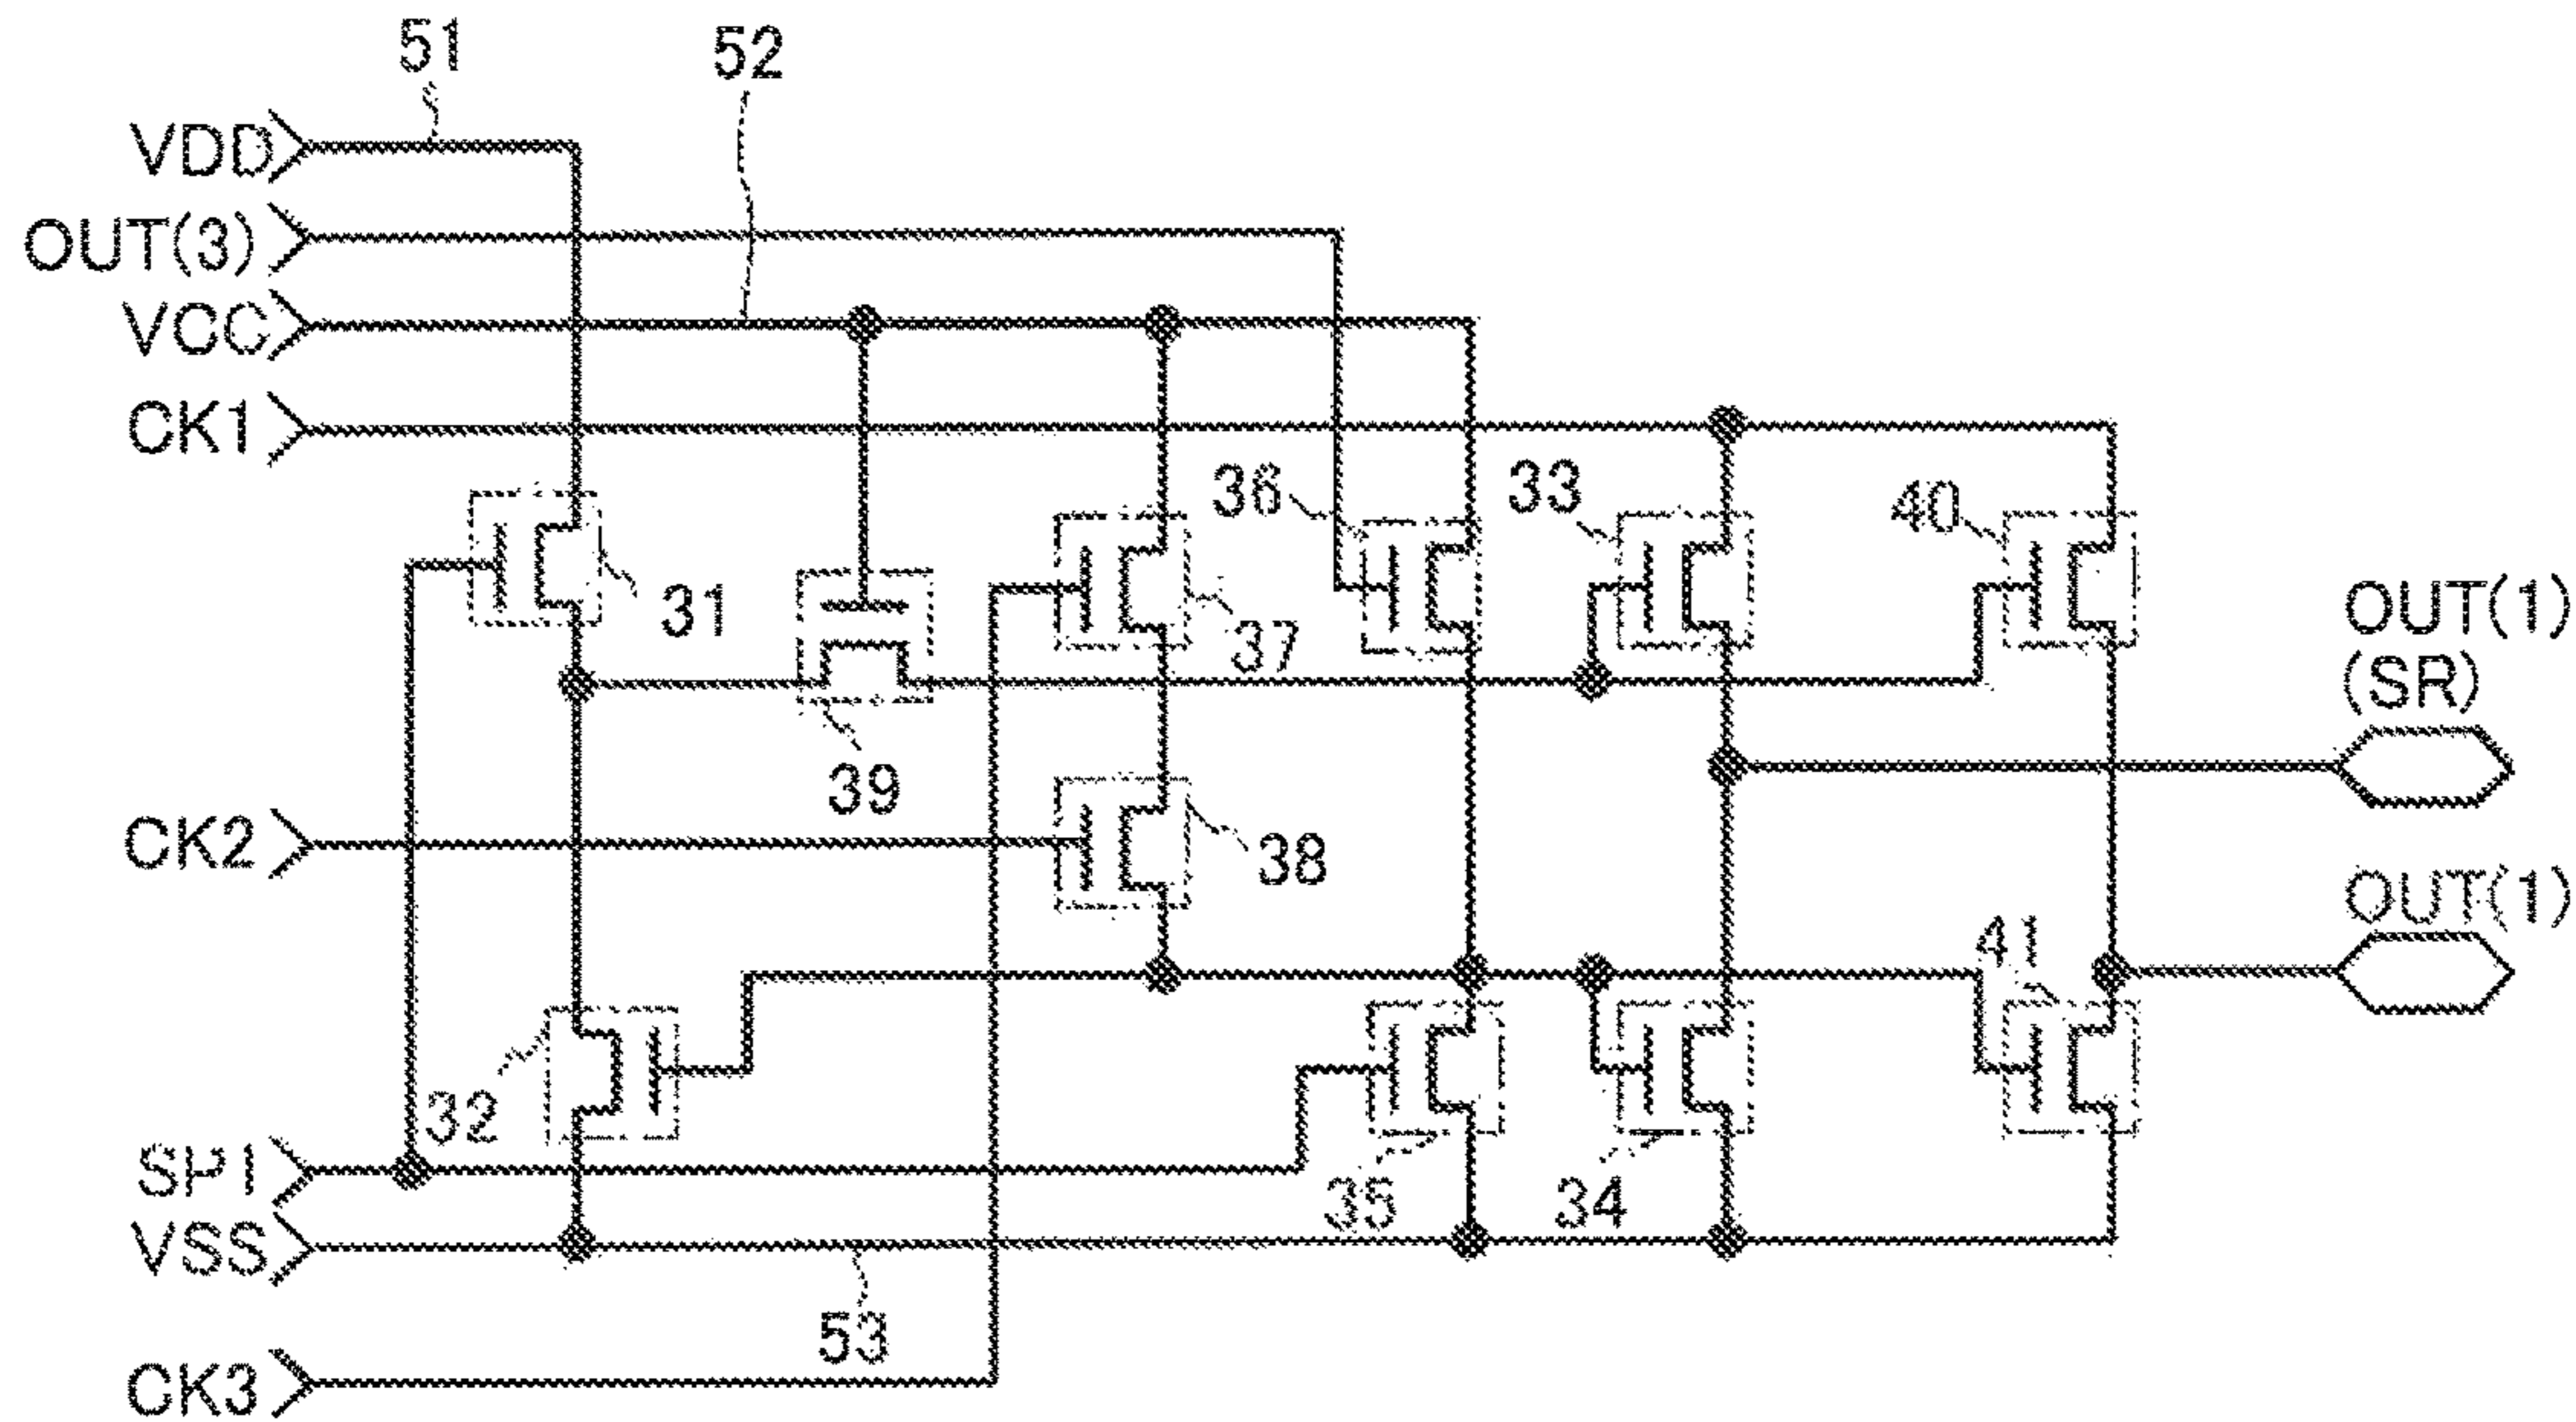 51
52
VDD
OUT(3)
VCC
CK1
36
33
40
31
37
OUT(1)
(SR)
39
CK2
38
OUT(1)
41
32
SP1
35
34
VSS
53
CK3